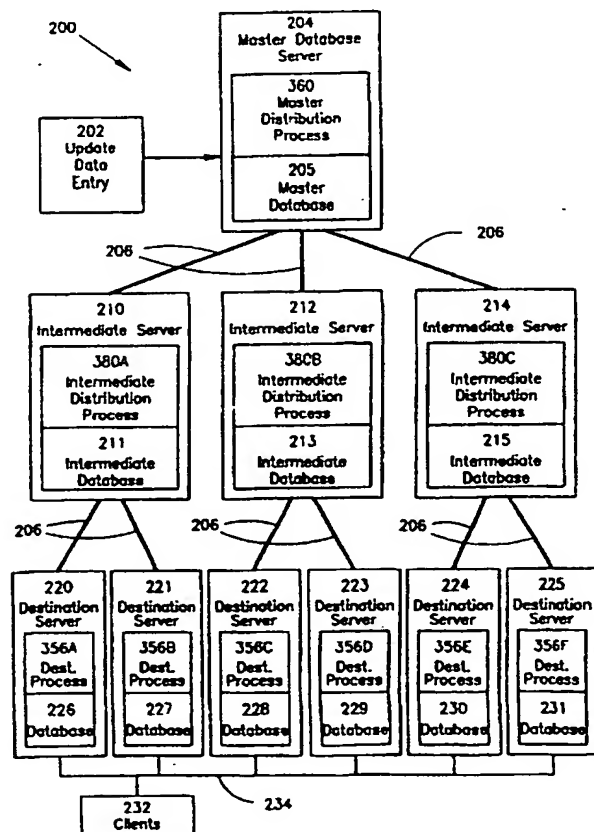 200
204
Master Database
Server
360
Master
Distribution
Process
205
Master
Database
202
Update
Data
Entry
206
206
210
Intermediate Server
380A
Intermediate
Distribution
Process
211
Intermediate
Database
212
Intermediate Server
380B
Intermediate
Distribution
Process
213
Intermediate
Database
214
Intermediate Server
380C
Intermediate
Distribution
Process
215
Intermediate
Database
206
206
206
220
Destination
Server
356A
Dest.
Process
226
Database
221
Destination
Server
356B
Dest.
Process
227
Database
222
Destination
Server
356C
Dest.
Process
228
Database
223
Destination
Server
356D
Dest.
Process
229
Database
224
Destination
Server
356E
Dest.
Process
230
Database
225
Destination
Server
356F
Dest.
Process
231
Database
232
Clients
234